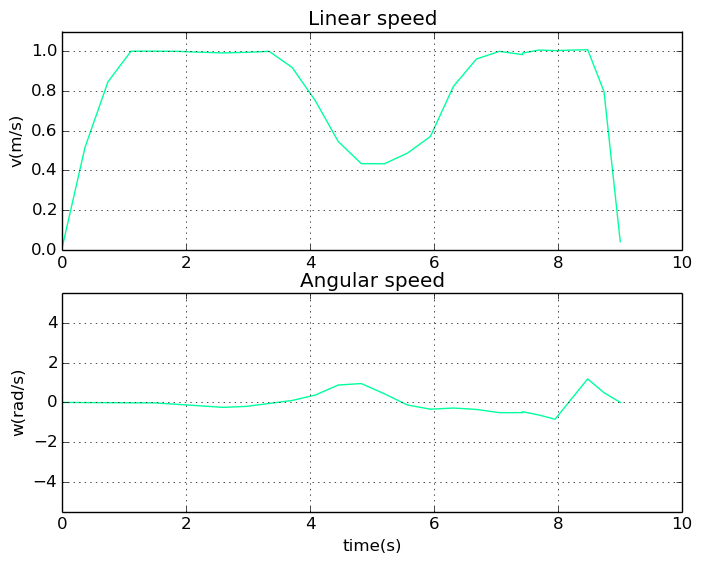 Linear speed
1.0
0.8
0.6
0.4
0.2
0.0
v(m/s)
0 2 4 6 8 10
Angular speed
4
2
0
−2
−4
w(rad/s)
0 2 4 6 8 10
time(s)